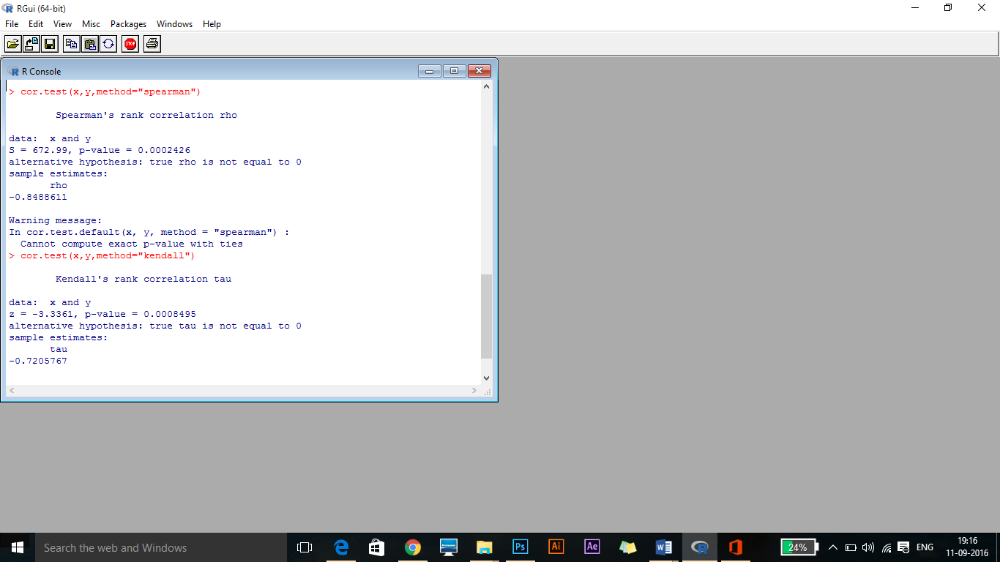 RGui (64-bit)
File Edit View Misc Packages Windows Help
STOP
R Console
> cor.test(x,y,method="spearman")
Spearman's rank correlation rho
data:  x and y
S = 672.99, p-value = 0.0002426
alternative hypothesis: true rho is not equal to 0
sample estimates:
rho
-0.8488611
Warning message:
In cor.test.default(x, y, method = "spearman") :
Cannot compute exact p-value with ties
> cor.test(x,y,method="kendall")
Kendall's rank correlation tau
data:  x and y
z = -3.3361, p-value = 0.0008495
alternative hypothesis: true tau is not equal to 0
sample estimates:
tau
-0.7205767
Search the web and Windows
Ps Ai Ae
24%
ENG
19:16
11-09-2016